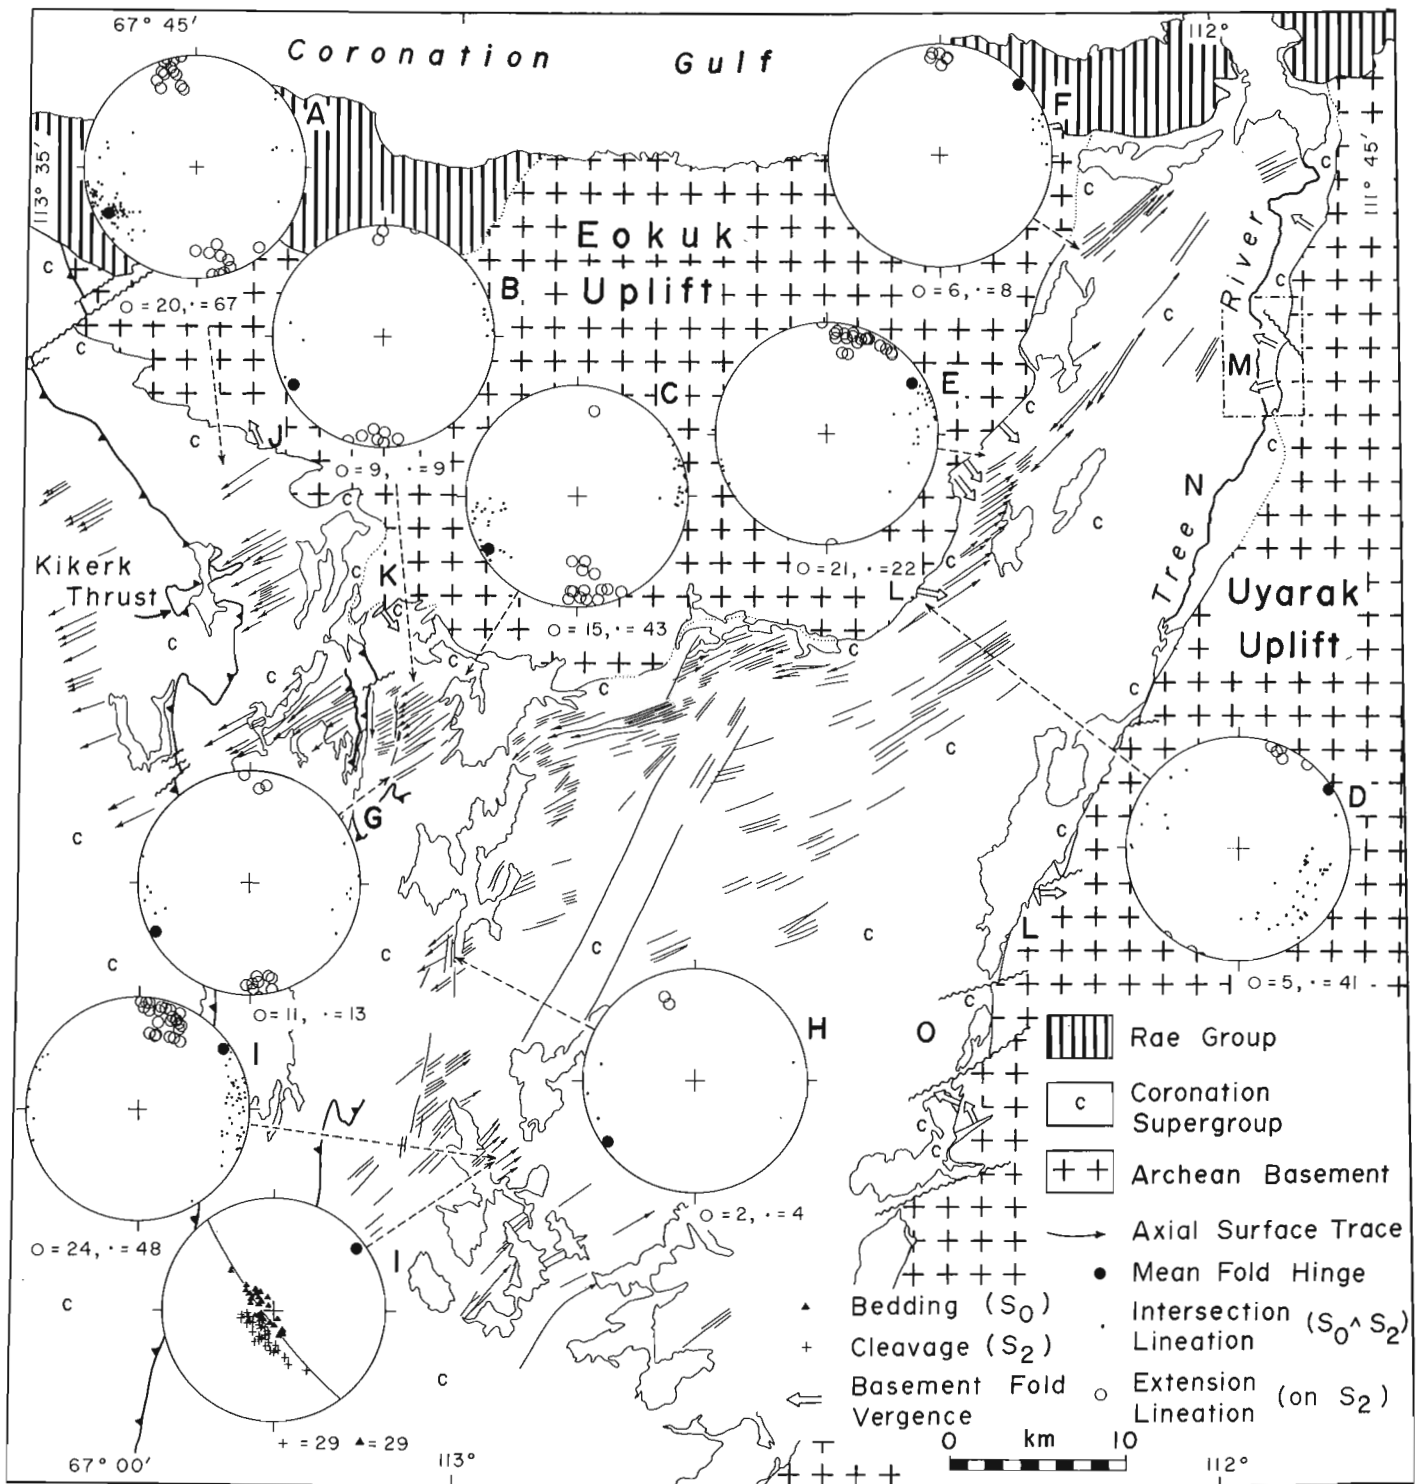 67° 45'
Coronation Gulf
112°
A
F
113° 35'
111° 45'
c
c
c
Eokuk
Uplift
River
c
B
○=6, ·=8
c
○=20, ·=67
c
c
M
C
E
c
c
J
c
○=9, ·=9
c
N
c
Tree
Kikerk
Thrust
c
K
c
c
○=21, ·=22
L
Uyarak
Uplift
c
○=15, ·=43
c
c
c
c
c
c
D
G
c
c
L
c
c
c
c
○=5, ·=41
○=11, ·=13
c
H
O
I
Rae Group
c
Coronation
Supergroup
c
c
Archean Basement
○=2, ·=4
○=24, ·=48
Axial Surface Trace
I
Mean Fold Hinge
c
Bedding (S0)
Intersection
Lineation (S0^S2)
Cleavage (S2)
c
Basement Fold
Vergence
Extension
Lineation (on S2)
+=29 ▲=29
0 km 10
67° 00'
113°
112°